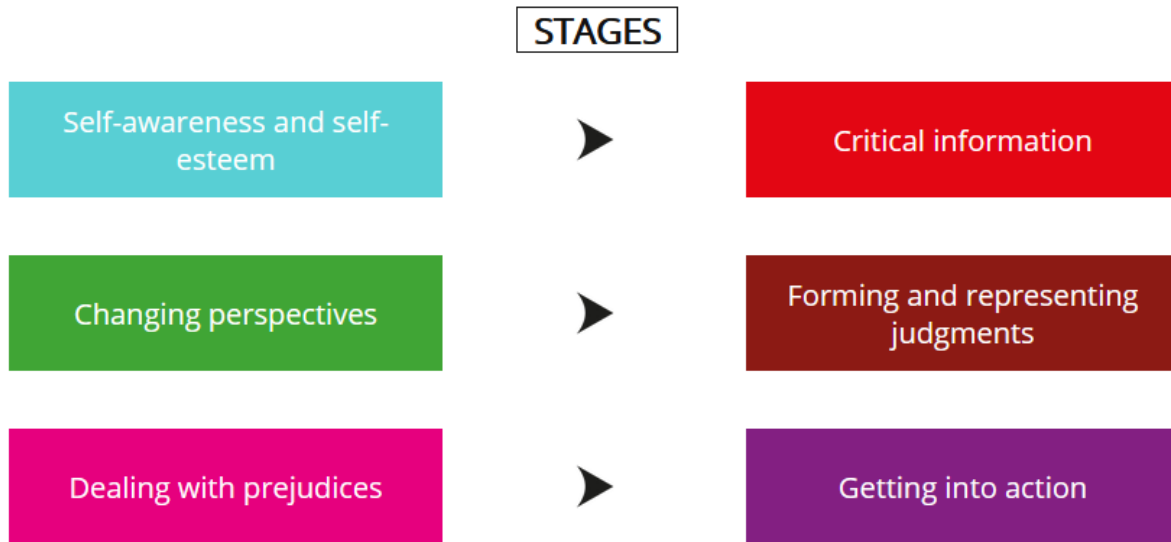 STAGES
Self-awareness and self-
esteem
Critical information
Changing perspectives
Forming and representing
judgments
Dealing with prejudices
Getting into action